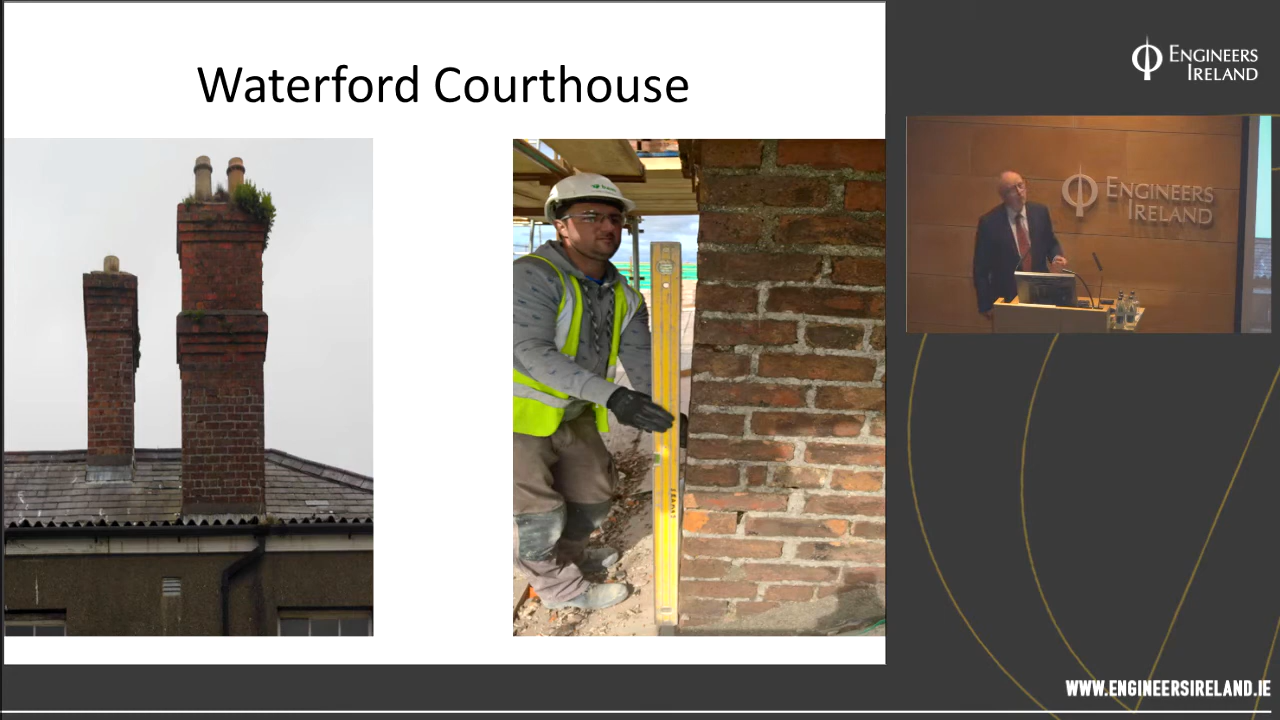 Waterford Courthouse
ENGINEERS
IRELAND
ENGINEERS
IRELAND
WWW.ENGINEERSIRELAND.IE